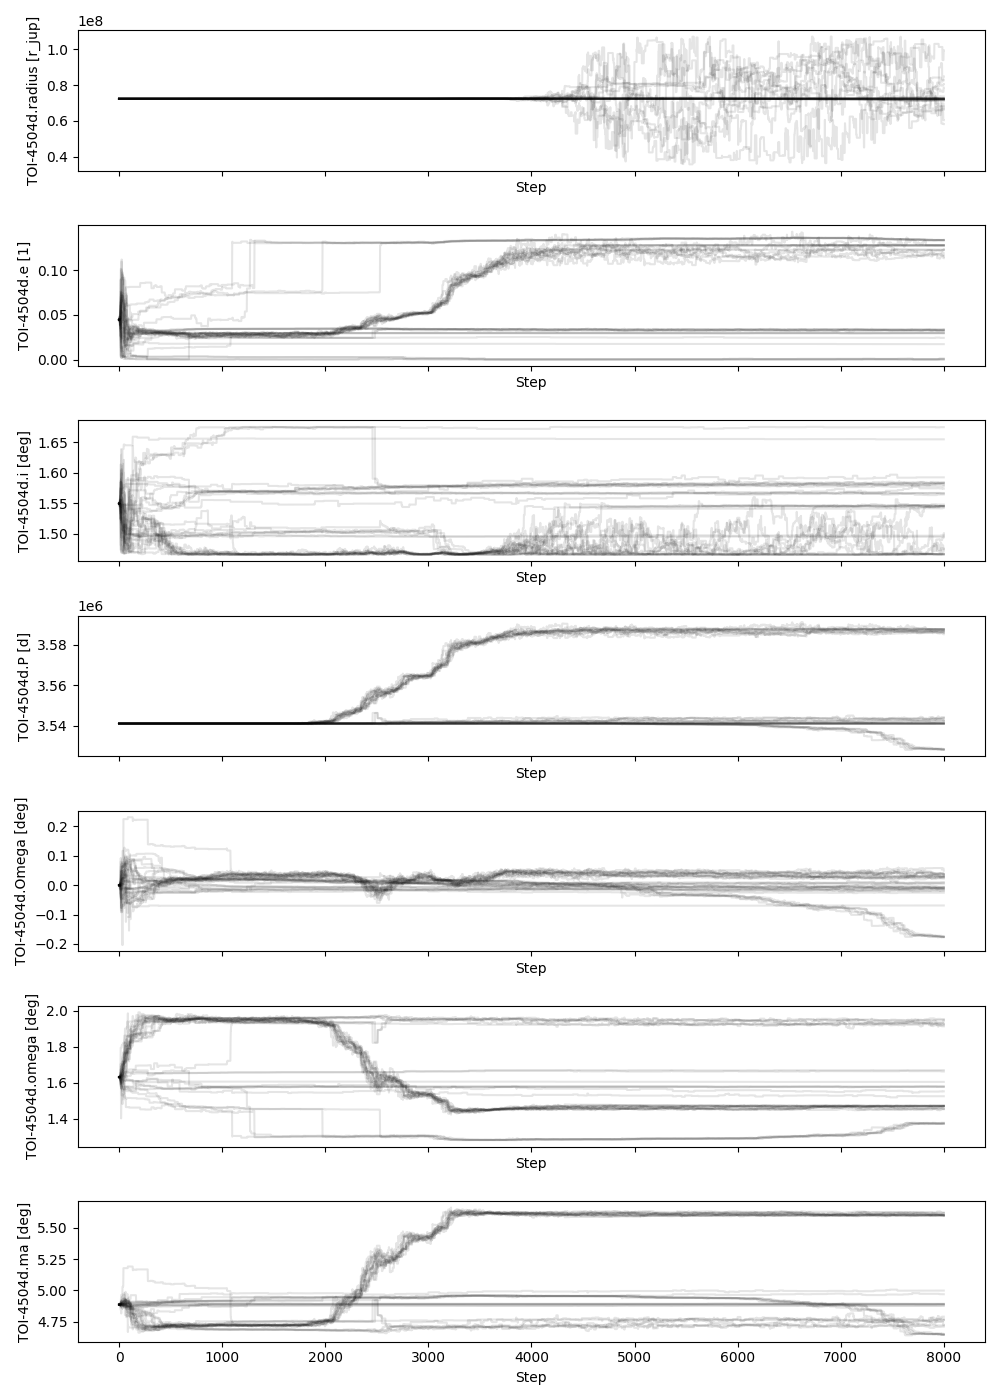 1e8
TOI-4504d.radius [r_jup]
1.0
0.8
0.6
0.4
Step
TOI-4504d.e [1]
0.10
0.05
0.00
Step
TOI-4504d.i [deg]
1.65
1.60
1.55
1.50
Step
1e6
TOI-4504d.P [d]
3.58
3.56
3.54
Step
TOI-4504d.Omega [deg]
0.2
0.1
0.0
−0.1
−0.2
Step
TOI-4504d.omega [deg]
2.0
1.8
1.6
1.4
Step
TOI-4504d.ma [deg]
5.50
5.25
5.00
4.75
0 1000 2000 3000 4000 5000 6000 7000 8000
Step